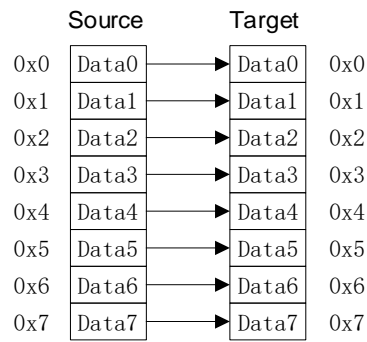 Source Target
0x0 Data0 Data0 0x0
0x1 Data1 Data1 0x1
0x2 Data2 Data2 0x2
0x3 Data3 Data3 0x3
0x4 Data4 Data4 0x4
0x5 Data5 Data5 0x5
0x6 Data6 Data6 0x6
0x7 Data7 Data7 0x7